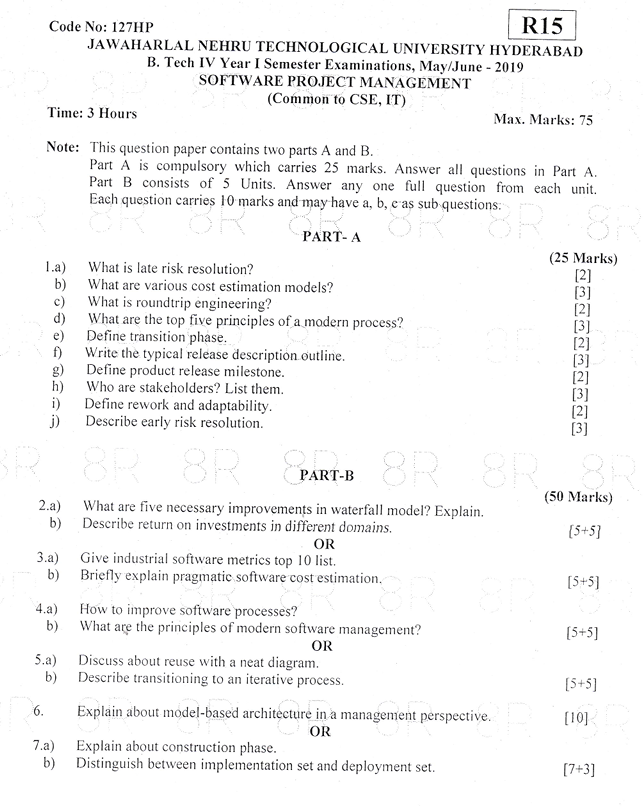 Code No: 127HP
R15
JAWAHARLAL NEHRU TECHNOLOGICAL UNIVERSITY HYDERABAD
B. Tech IV Year I Semester Examinations, May/June - 2019
SOFTWARE PROJECT MANAGEMENT
(Common to CSE, IT)
Time: 3 Hours
Max. Marks: 75
Note: This question paper contains two parts A and B.
Part A is compulsory which carries 25 marks. Answer all questions in Part A.
Part B consists of 5 Units. Answer any one full question from each unit.
Each question carries 10 marks and may have a, b, c as sub questions.
PART- A
(25 Marks)
1.a) What is late risk resolution? [2]
b) What are various cost estimation models? [3]
c) What is roundtrip engineering? [2]
d) What are the top five principles of a modern process? [3]
e) Define transition phase. [2]
f) Write the typical release description outline. [3]
g) Define product release milestone. [2]
h) Who are stakeholders? List them. [3]
i) Define rework and adaptability. [2]
j) Describe early risk resolution. [3]
8R 8R 8R 8R 8R 8R 8R
PART-B
(50 Marks)
2.a) What are five necessary improvements in waterfall model? Explain.
b) Describe return on investments in different domains. [5+5]
OR
3.a) Give industrial software metrics top 10 list.
b) Briefly explain pragmatic software cost estimation. [5+5]
4.a) How to improve software processes?
b) What are the principles of modern software management? [5+5]
OR
5.a) Discuss about reuse with a neat diagram.
b) Describe transitioning to an iterative process. [5+5]
6. Explain about model-based architecture in a management perspective. [10]
OR
7.a) Explain about construction phase.
b) Distinguish between implementation set and deployment set. [7+3]